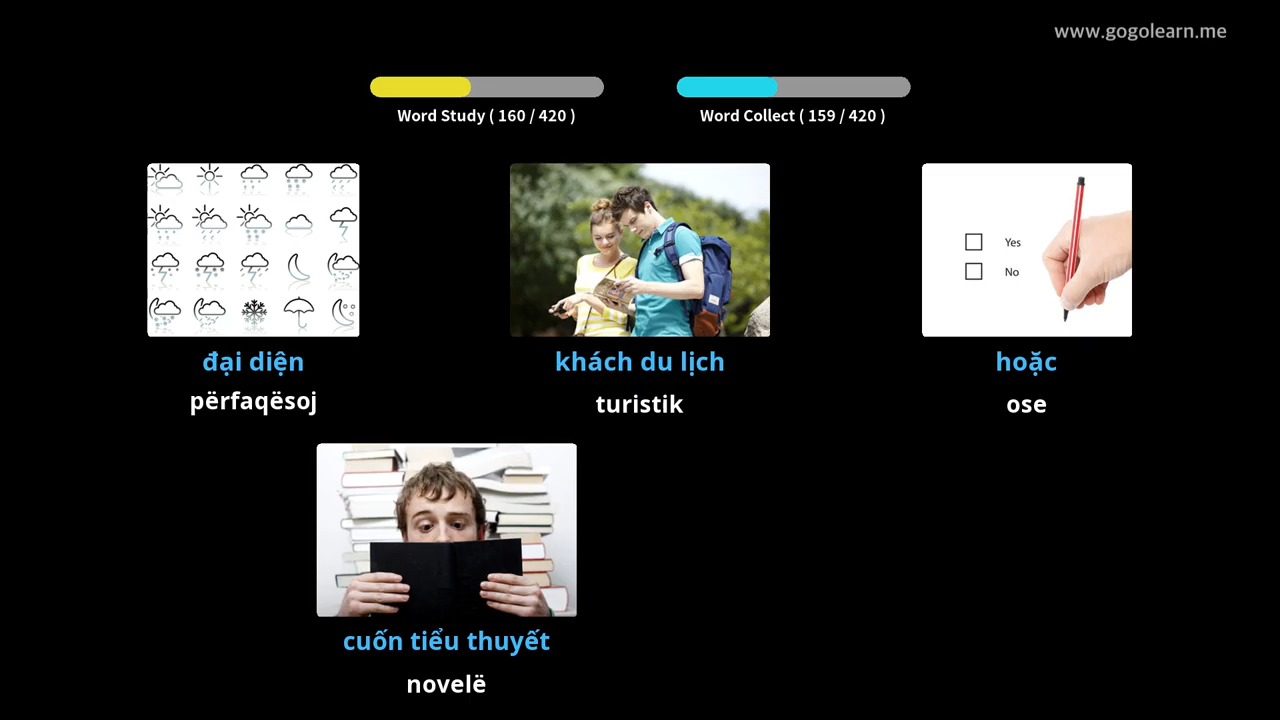 www.gogolearn.me
Word Study ( 160 / 420 )
Word Collect ( 159 / 420 )
Yes
No
đại diện
khách du lịch
hoặc
përfaqësoj
turistik
ose
cuốn tiểu thuyết
novelë